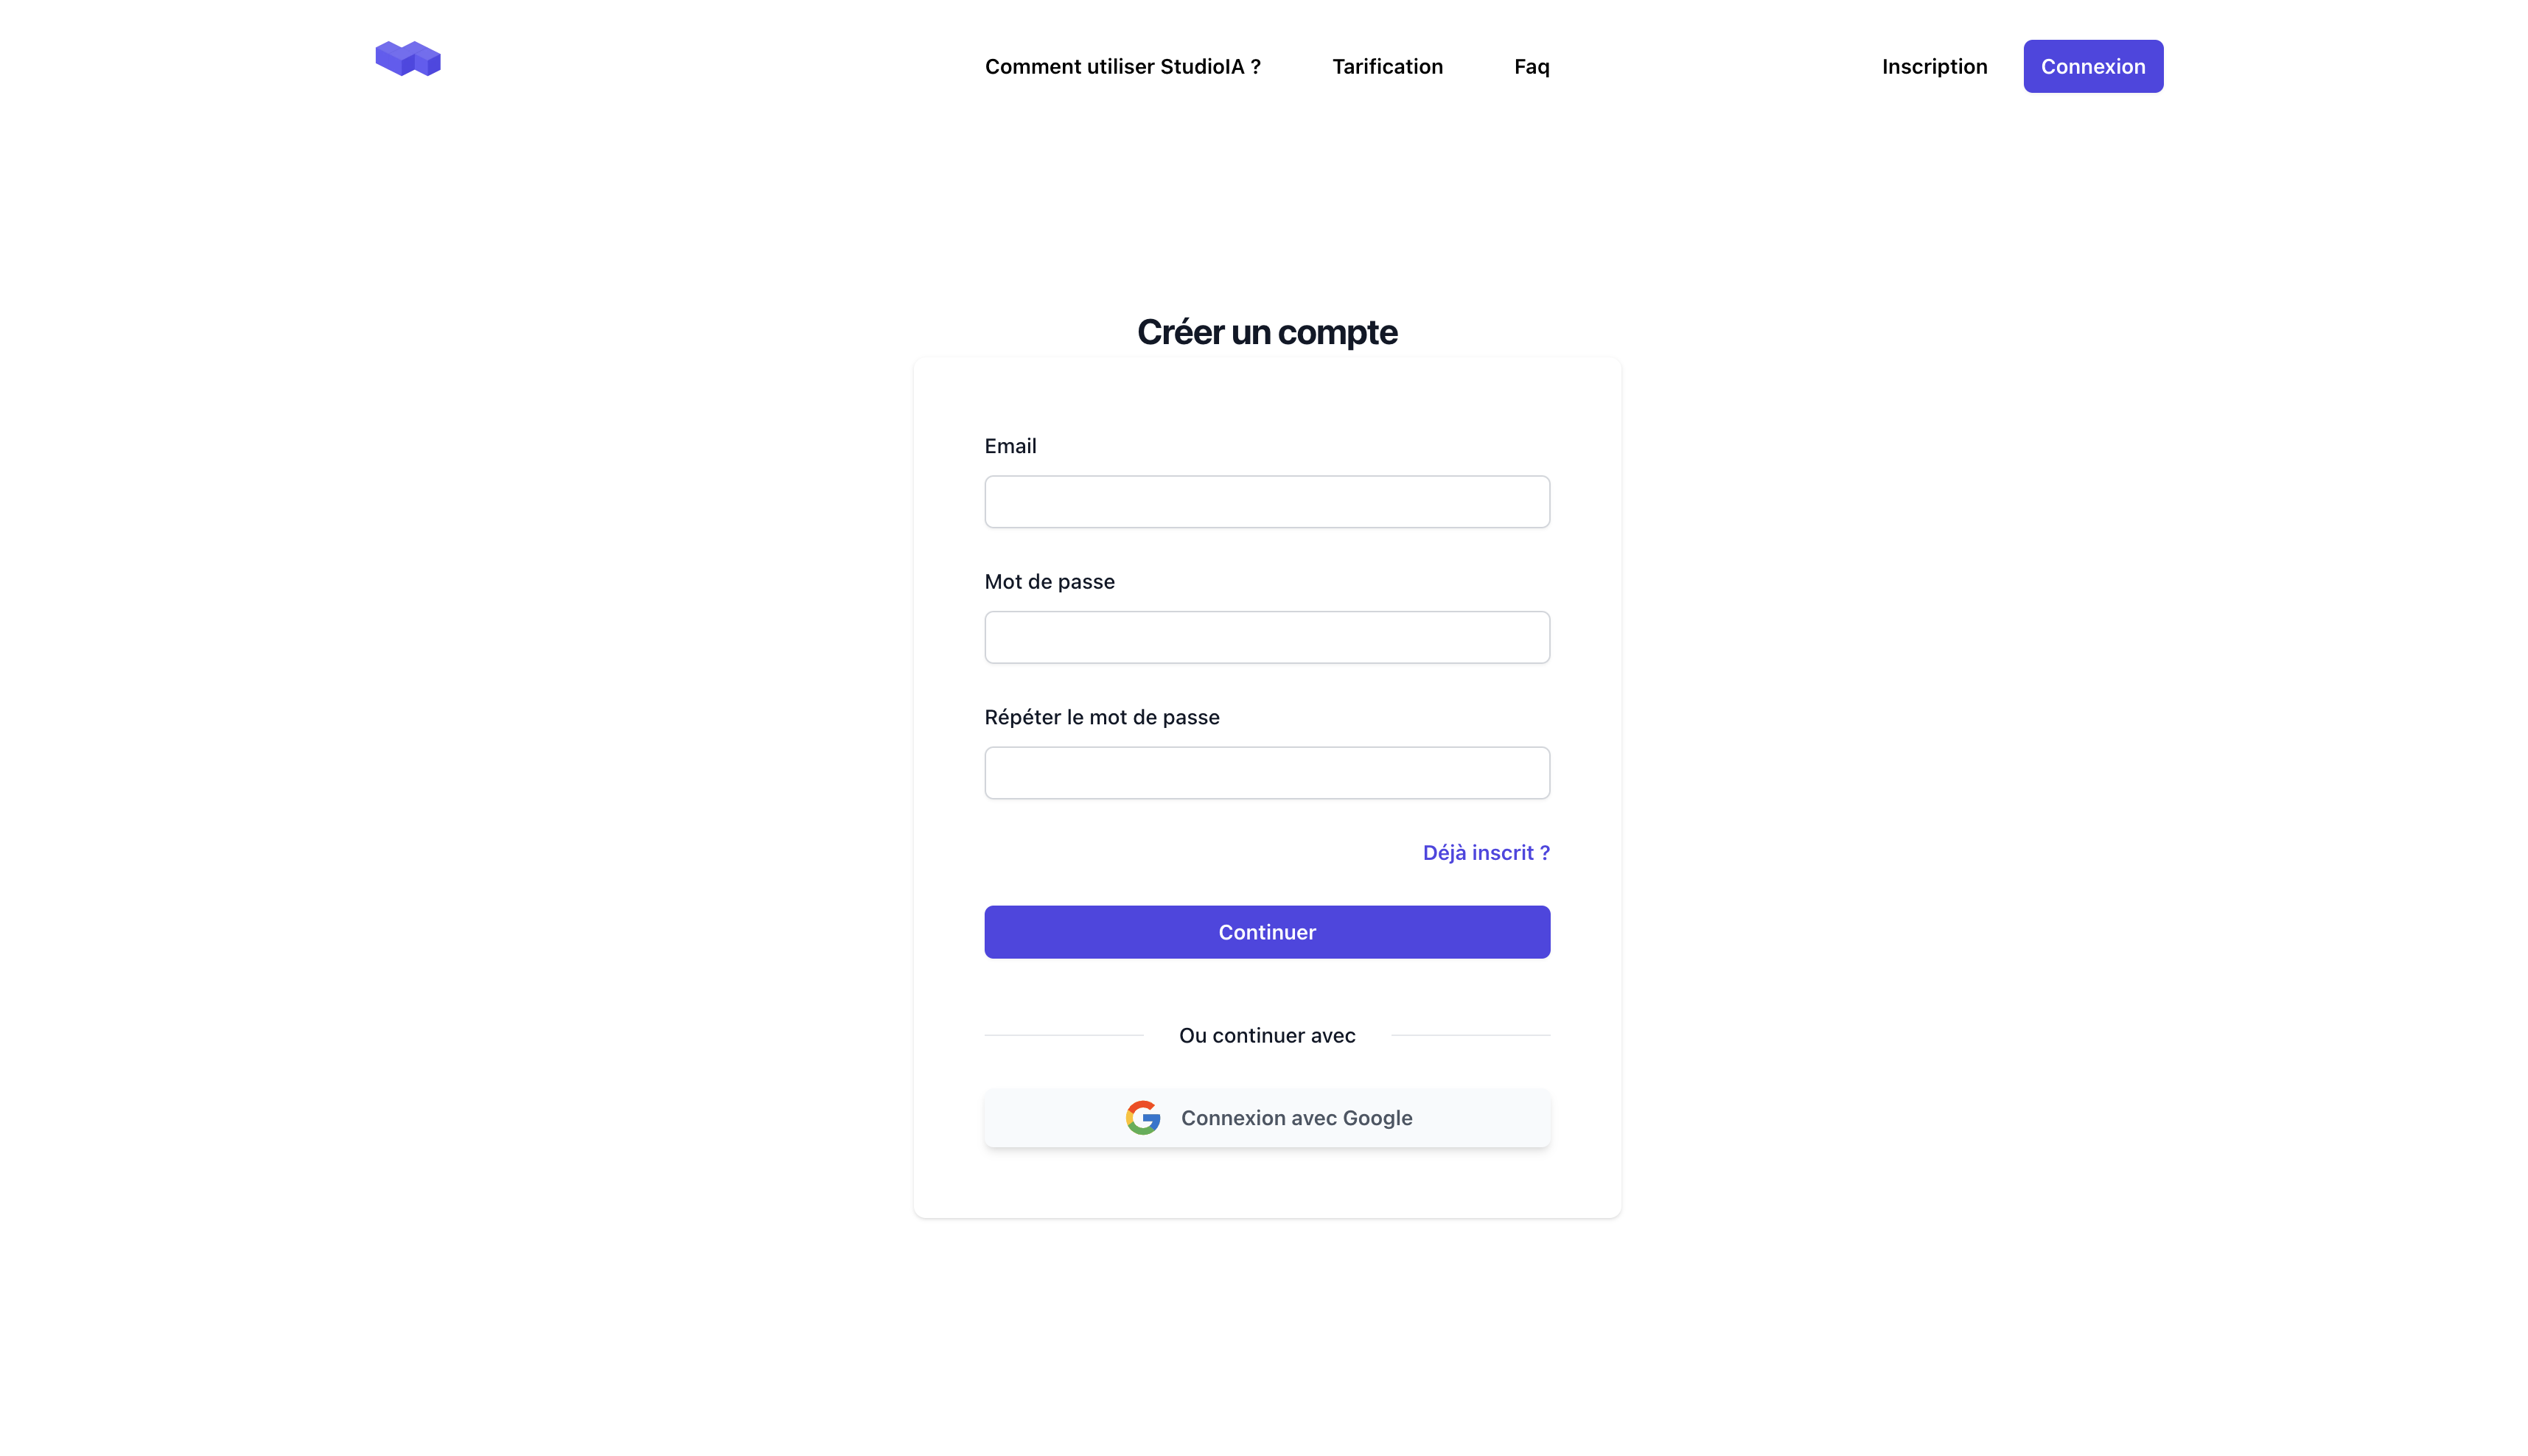 Comment utiliser StudioIA ?
Tarification
Faq
Inscription
Connexion
Créer un compte
Email
Mot de passe
Répéter le mot de passe
Déjà inscrit ?
Continuer
Ou continuer avec
Connexion avec Google